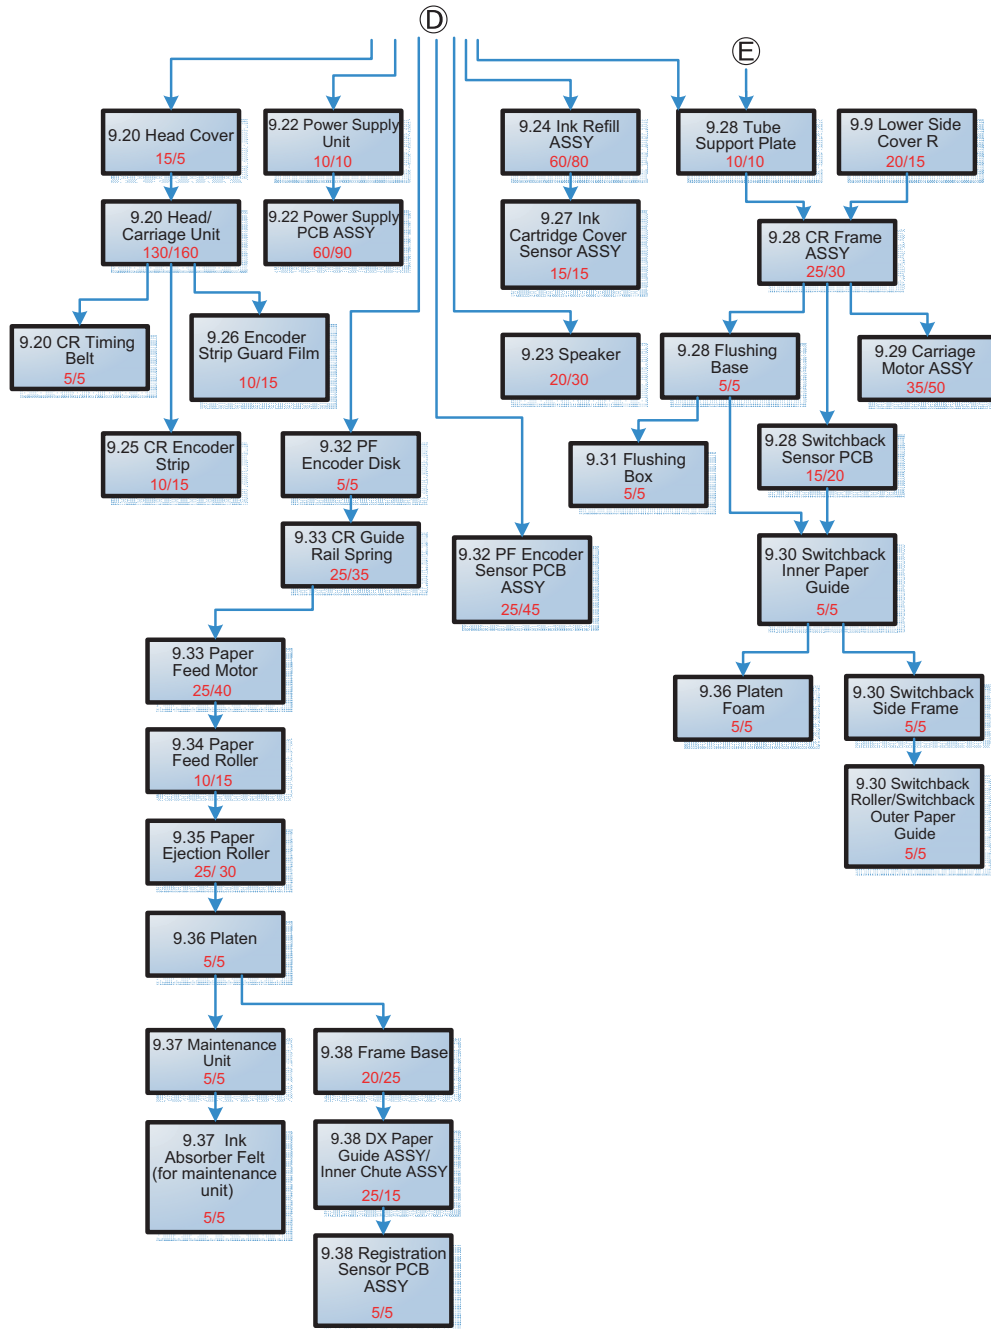 D
E
9.20 Head Cover
15/5
9.22 Power Supply
Unit
10/10
9.24 Ink Refill
ASSY
60/80
9.28 Tube
Support Plate
10/10
9.9 Lower Side
Cover R
20/15
9.20 Head/
Carriage Unit
130/160
9.22 Power Supply
PCB ASSY
60/90
9.27 Ink
Cartridge Cover
Sensor ASSY
15/15
9.28 CR Frame
ASSY
25/30
9.20 CR Timing
Belt
5/5
9.26 Encoder
Strip Guard Film
10/15
9.23 Speaker
20/30
9.28 Flushing
Base
5/5
9.29 Carriage
Motor ASSY
35/50
9.25 CR Encoder
Strip
10/15
9.32 PF
Encoder Disk
5/5
9.31 Flushing
Box
5/5
9.28 Switchback
Sensor PCB
15/20
9.33 CR Guide
Rail Spring
25/35
9.32 PF Encoder
Sensor PCB
ASSY
25/45
9.30 Switchback
Inner Paper
Guide
5/5
9.33 Paper
Feed Motor
25/40
9.36 Platen
Foam
5/5
9.30 Switchback
Side Frame
5/5
9.34 Paper
Feed Roller
10/15
9.30 Switchback
Roller/Switchback
Outer Paper
Guide
5/5
9.35 Paper
Ejection Roller
25/ 30
9.36 Platen
5/5
9.37 Maintenance
Unit
5/5
9.38 Frame Base
20/25
9.37 Ink
Absorber Felt
(for maintenance
unit)
5/5
9.38 DX Paper
Guide ASSY/
Inner Chute ASSY
25/15
9.38 Registration
Sensor PCB
ASSY
5/5